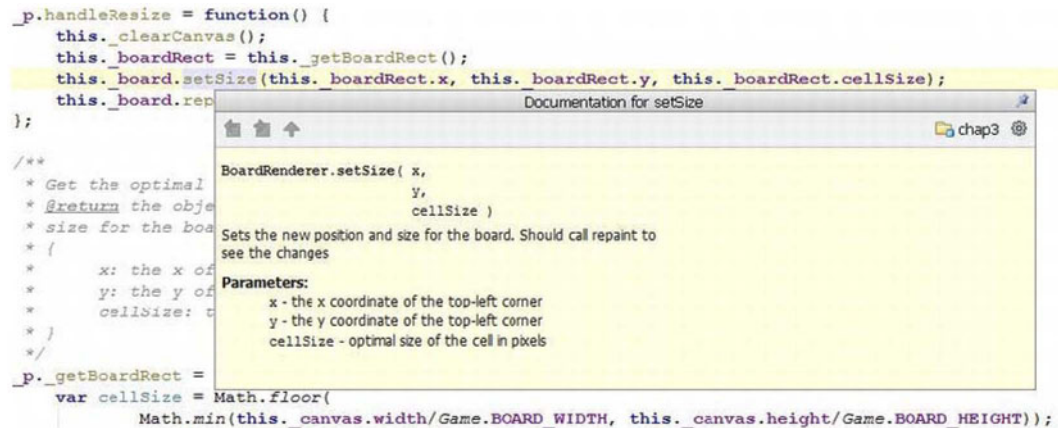 _p.handleResize = function() {
this._clearCanvas();
this._boardRect = this._getBoardRect();
this._board.setSize(this._boardRect.x, this._boardRect.y, this._boardRect.cellSize);
this._board.rep
};
Documentation for setSize
chap3
BoardRenderer.setSize( x,
y,
cellSize )
Sets the new position and size for the board. Should call repaint to
see the changes
Parameters:
x - the x coordinate of the top-left corner
y - the y coordinate of the top-left corner
cellSize - optimal size of the cell in pixels
/**
* Get the optimal
* @return the obje
* size for the boa
* {
* x: the x of
* y: the y of
* cellSize: t
* }
*/
_p._getBoardRect =
var cellSize = Math.floor(
Math.min(this._canvas.width/Game.BOARD_WIDTH, this._canvas.height/Game.BOARD_HEIGHT));